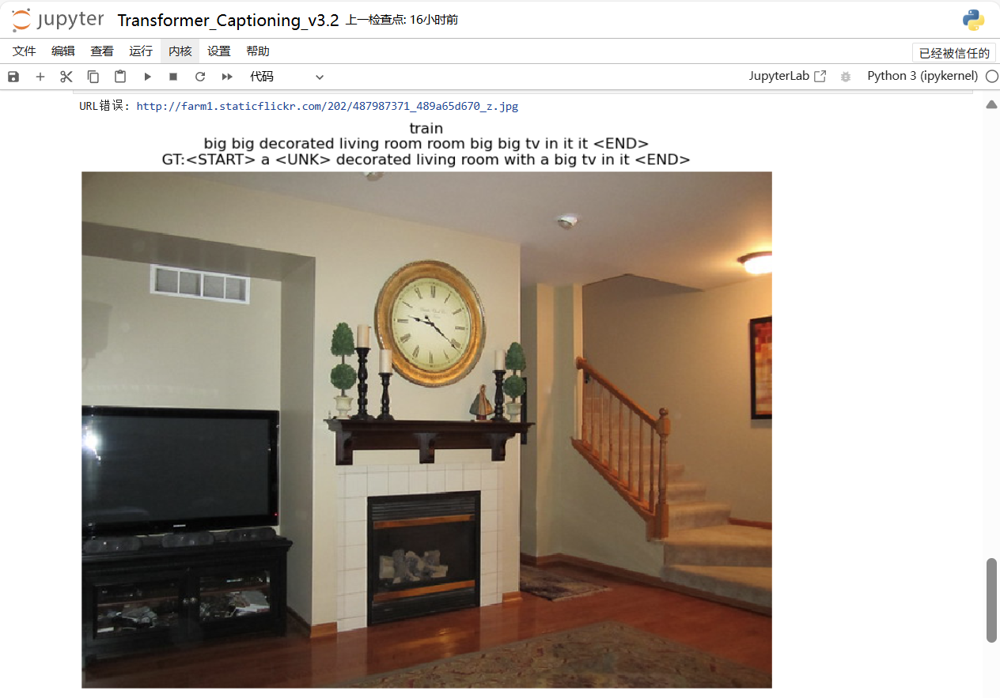 jupyter Transformer_Captioning_v3.2 上一检查点: 16小时前
文件 编辑 查看 运行 内核 设置 帮助 已经被信任的
代码 JupyterLab Python 3 (ipykernel)
URL错误: http://farm1.staticflickr.com/202/487987371_489a65d670_z.jpg
train
big big decorated living room room big big tv in it it <END>
GT:<START> a <UNK> decorated living room with a big tv in it <END>